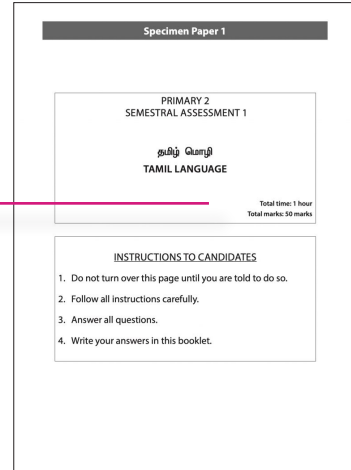 Specimen Paper 1
PRIMARY 2
SEMESTRAL ASSESSMENT 1
தமிழ் மொழி
TAMIL LANGUAGE
Total time: 1 hour
Total marks: 50 marks
INSTRUCTIONS TO CANDIDATES
1. Do not turn over this page until you are told to do so.
2. Follow all instructions carefully.
3. Answer all questions.
4. Write your answers in this booklet.